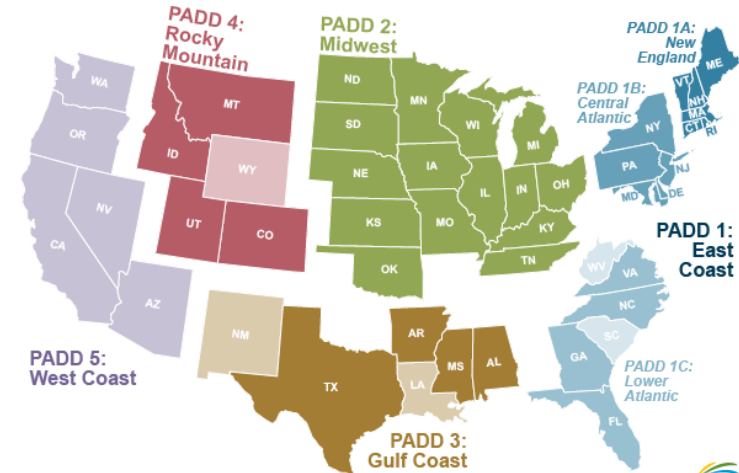 PADD 4:
Rocky
Mountain
PADD 2:
Midwest
PADD 1A:
New
England
PADD 1B:
Central
Atlantic
WA
OR
CA
NV
AZ
MT
ID
WY
UT
CO
ND
SD
NE
KS
OK
MN
IA
MO
WI
IL
MI
IN
OH
KY
TN
ME
VT
NH
MA
CT
RI
NY
PA
NJ
MD
DE
PADD 1:
East
Coast
WV
VA
NC
SC
GA
FL
PADD 1C:
Lower
Atlantic
NM
TX
AR
LA
MS
AL
PADD 5:
West Coast
PADD 3:
Gulf Coast